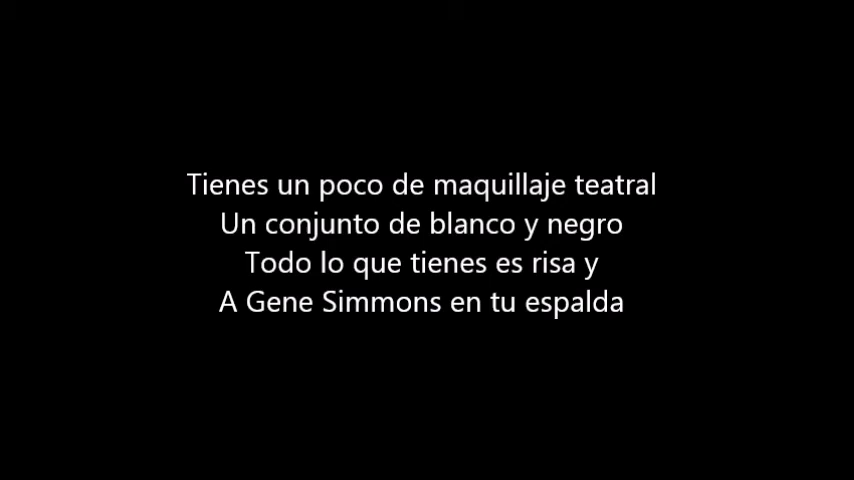 Tienes un poco de maquillaje teatral
Un conjunto de blanco y negro
Todo lo que tienes es risa y
A Gene Simmons en tu espalda